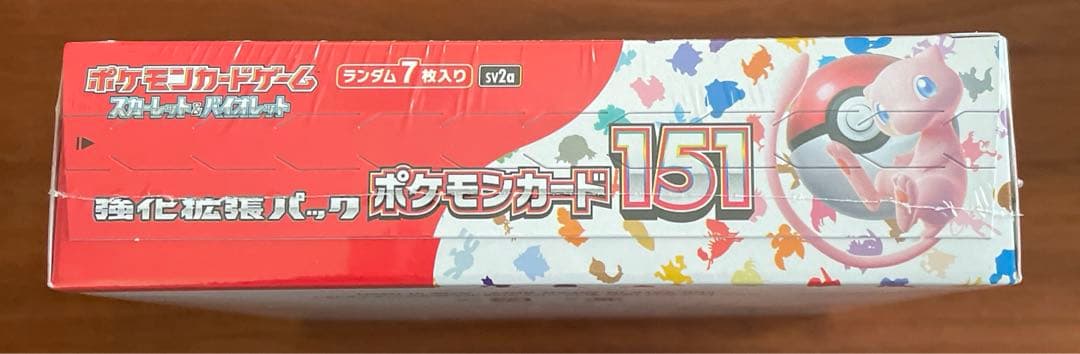 ポケモンカードゲーム
スカーレット&バイオレット
ランダム7枚入り
sv2a
強化拡張パック
ポケモンカード151